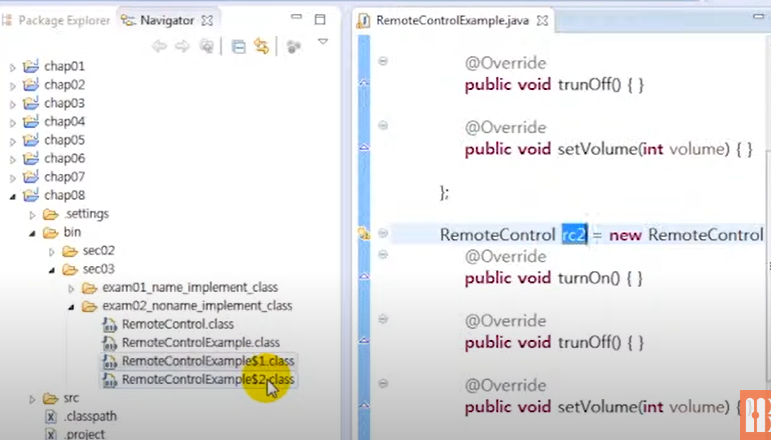 Package Explorer
Navigator
chap01
chap02
chap03
chap04
chap05
chap06
chap07
chap08
.settings
bin
sec02
sec03
exam01_name_implement_class
exam02_noname_implement_class
RemoteControl.class
RemoteControlExample.class
RemoteControlExample$1.class
RemoteControlExample$2.class
src
.classpath
.project
RemoteControlExample.java
@Override
public void trunOff() { }
@Override
public void setVolume(int volume) { }
};
RemoteControl rc2 = new RemoteControl
@Override
public void turnOn() { }
@Override
public void trunOff() { }
@Override
public void setVolume(int volume) { }